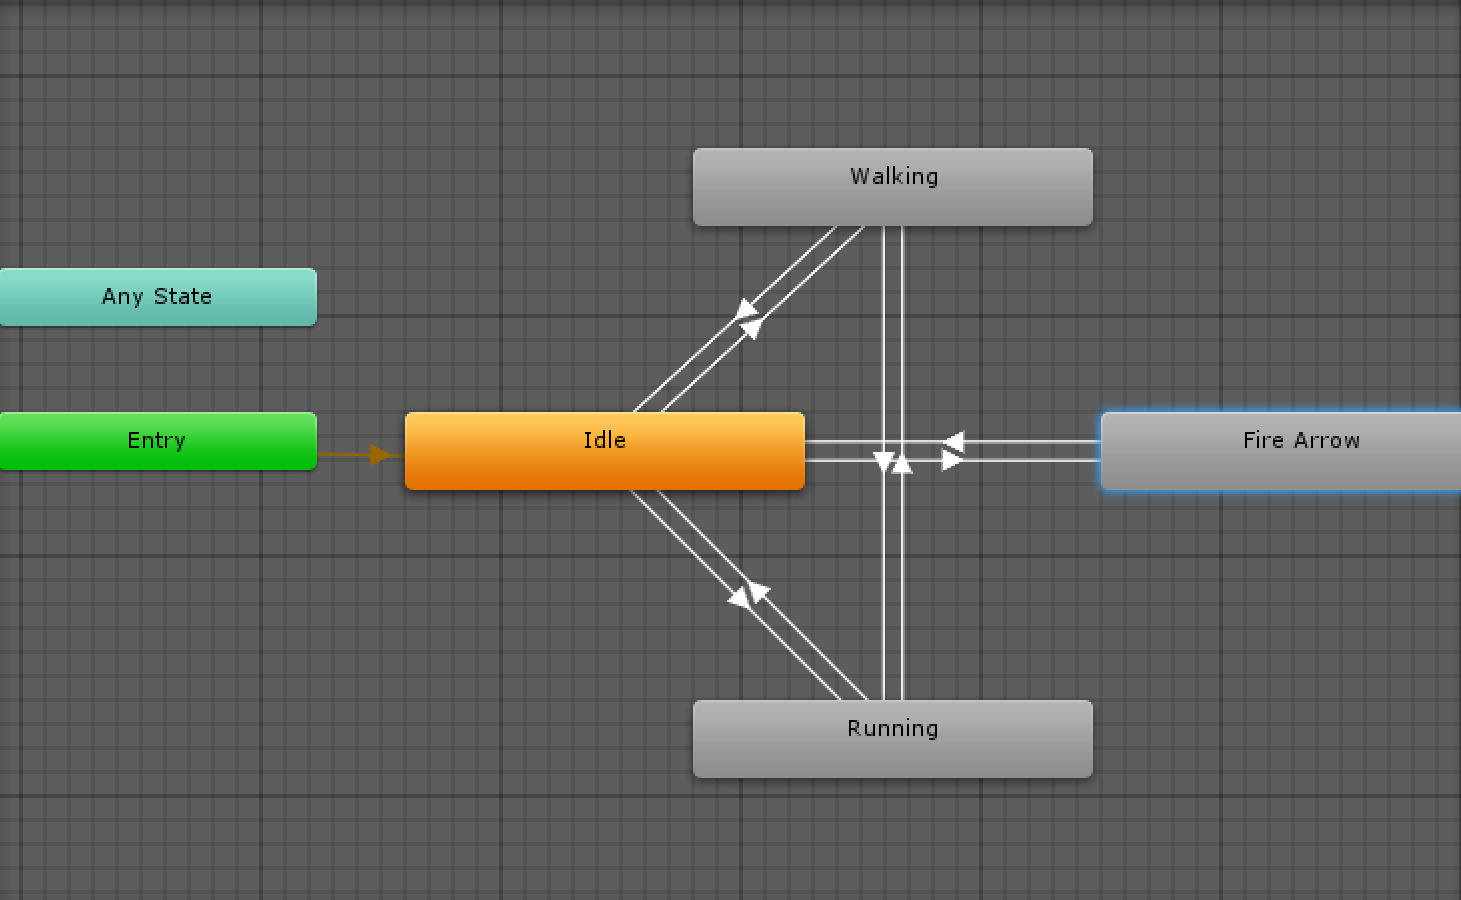 Walking
Any State
Entry
Idle
Fire Arrow
Running